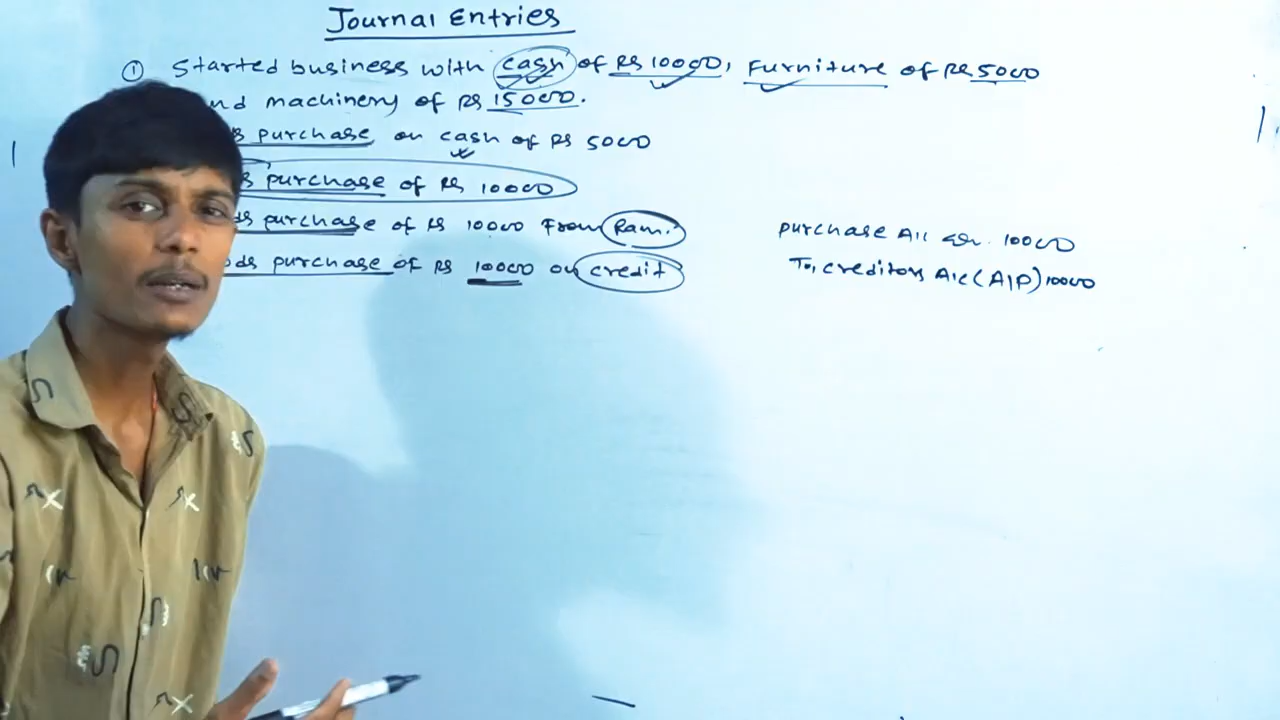 Journal Entries
① Started business with cash of Rs 10000, Furniture of Rs 5000
nd machinery of Rs 15000.
s purchase on cash of Rs 5000
s purchase of Rs 10000
ds purchase of Rs 10000 From Ram.
ods purchase of Rs 10000 on credit
purchase A/c Dr. 10000
To, creditors A/c (A/P) 10000